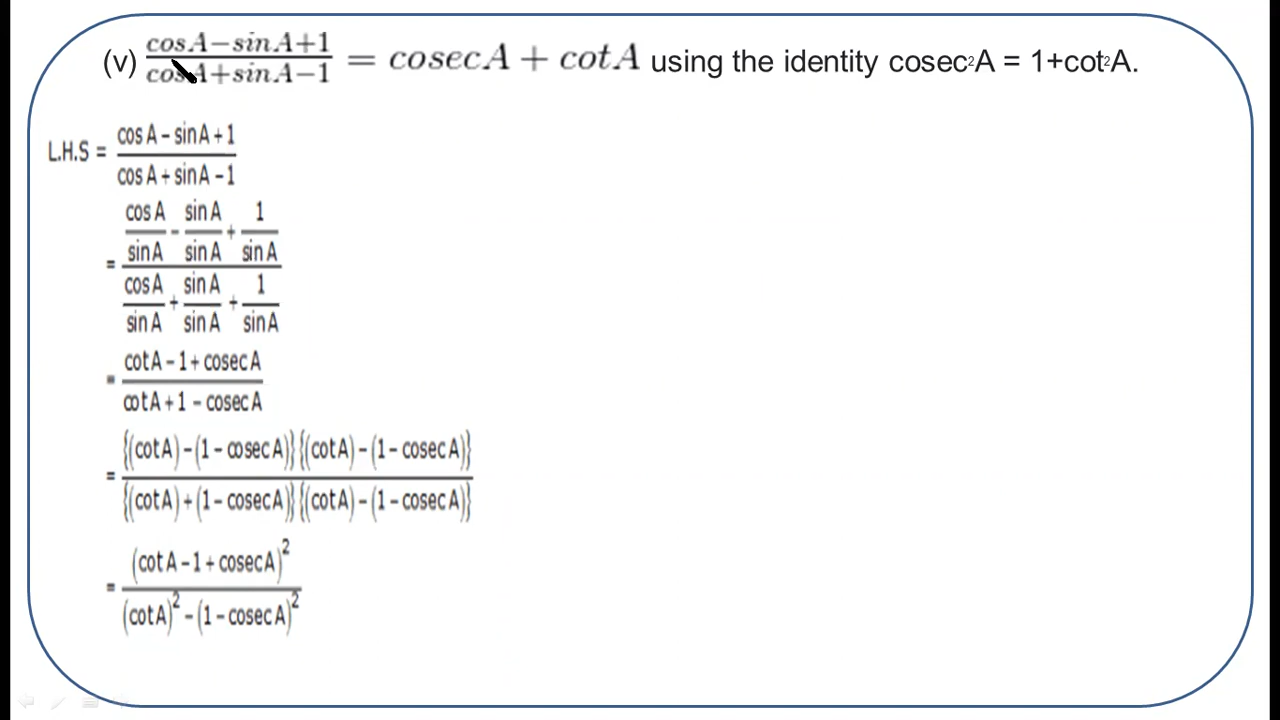 (v) cosA−sinA+1 / cosA+sinA−1 = cosecA + cotA using the identity cosec²A = 1+cot²A.
L.H.S = cos A − sin A + 1 / cos A + sin A − 1
= cos A / sin A − sin A / sin A + 1 / sin A
cos A / sin A + sin A / sin A + 1 / sin A
= cot A − 1 + cosec A / cot A + 1 − cosec A
= {(cot A) − (1 − cosec A)} {(cot A) − (1 − cosec A)} / {(cot A) + (1 − cosec A)} {(cot A) − (1 − cosec A)}
= (cot A − 1 + cosec A)² / (cot A)² − (1 − cosec A)²